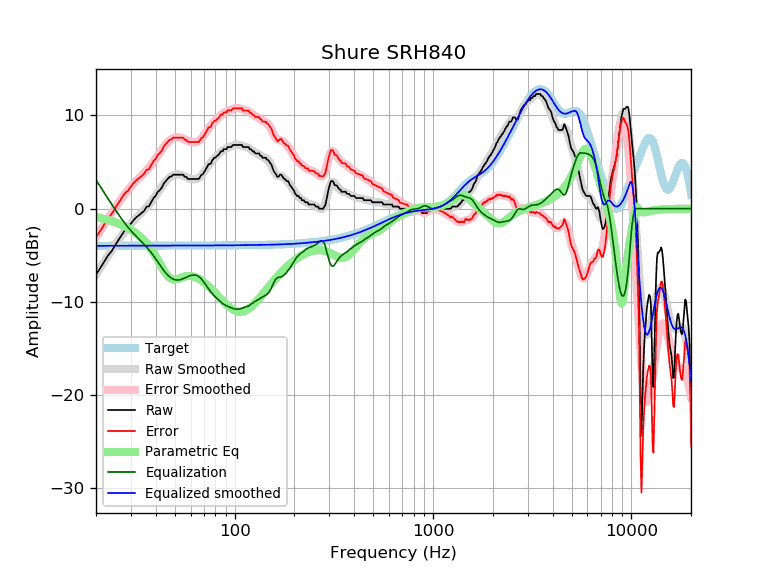 Shure SRH840
Amplitude (dBr)
10
0
−10
−20
−30
Target
Raw Smoothed
Error Smoothed
Raw
Error
Parametric Eq
Equalization
Equalized smoothed
100
1000
10000
Frequency (Hz)